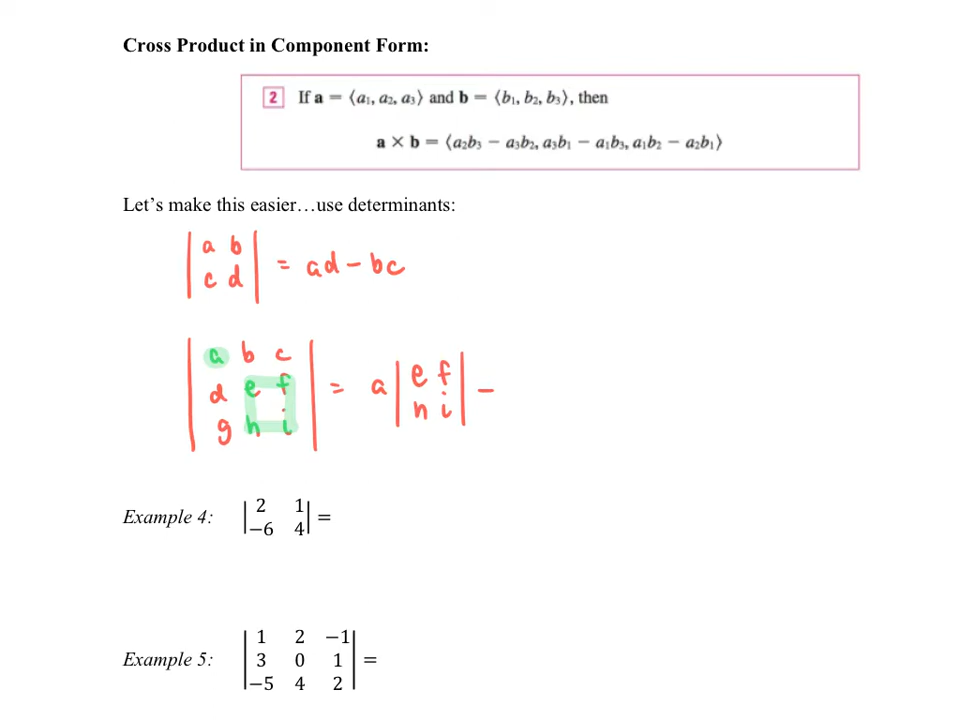 Cross Product in Component Form:
2 If a = ⟨a₁, a₂, a₃⟩ and b = ⟨b₁, b₂, b₃⟩, then
a × b = ⟨a₂b₃ − a₃b₂, a₃b₁ − a₁b₃, a₁b₂ − a₂b₁⟩
Let's make this easier…use determinants:
|a b|
|c d| = ad − bc
|a b c|
|d e f| = a |e f| −
|g h i| |h i|
Example 4: |2 1|
|−6 4| =
|1 2 −1|
Example 5: |3 0 1| =
|−5 4 2|